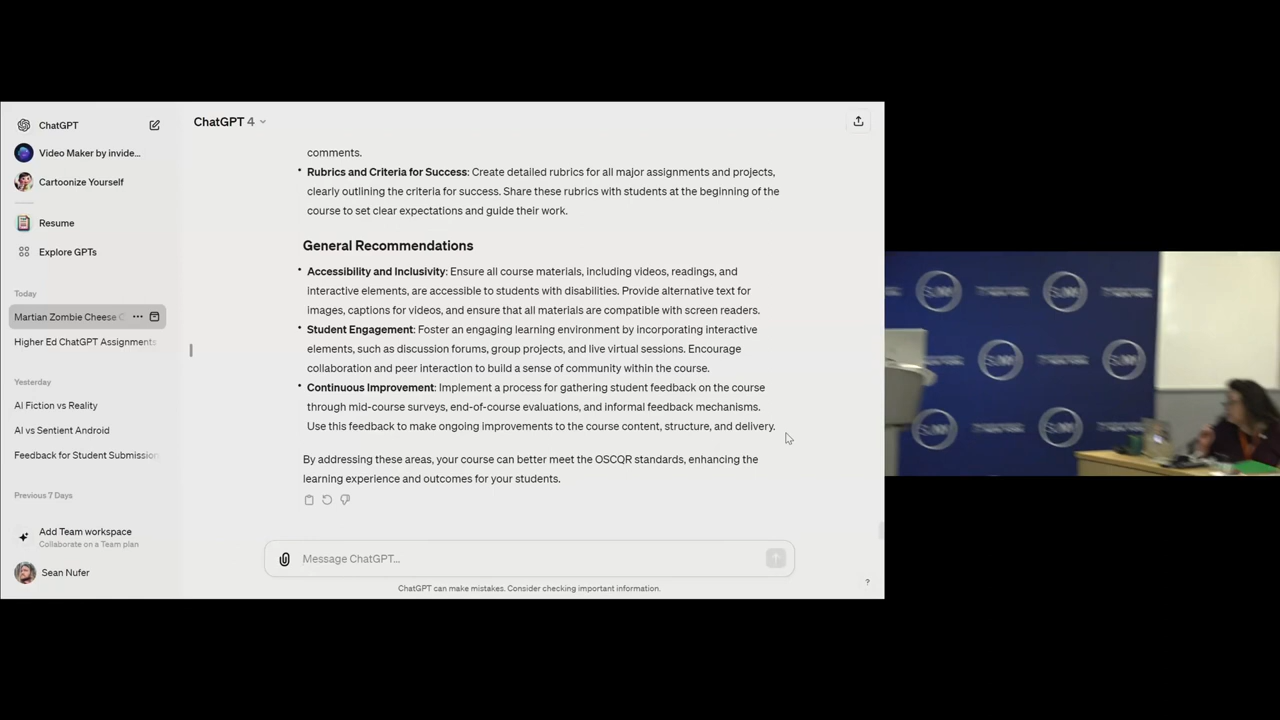 ChatGPT
Video Maker by invide...
Cartoonize Yourself
Resume
Explore GPTs
Today
Martian Zombie Cheese C
Higher Ed ChatGPT Assignments
Yesterday
AI Fiction vs Reality
AI vs Sentient Android
Feedback for Student Submission
Previous 7 Days
Add Team workspace
Collaborate on a Team plan
Sean Nufer
ChatGPT 4
comments.
• Rubrics and Criteria for Success: Create detailed rubrics for all major assignments and projects,
clearly outlining the criteria for success. Share these rubrics with students at the beginning of the
course to set clear expectations and guide their work.
General Recommendations
• Accessibility and Inclusivity: Ensure all course materials, including videos, readings, and
interactive elements, are accessible to students with disabilities. Provide alternative text for
images, captions for videos, and ensure that all materials are compatible with screen readers.
• Student Engagement: Foster an engaging learning environment by incorporating interactive
elements, such as discussion forums, group projects, and live virtual sessions. Encourage
collaboration and peer interaction to build a sense of community within the course.
• Continuous Improvement: Implement a process for gathering student feedback on the course
through mid-course surveys, end-of-course evaluations, and informal feedback mechanisms.
Use this feedback to make ongoing improvements to the course content, structure, and delivery.
By addressing these areas, your course can better meet the OSCQR standards, enhancing the
learning experience and outcomes for your students.
Message ChatGPT...
ChatGPT can make mistakes. Consider checking important information.
?